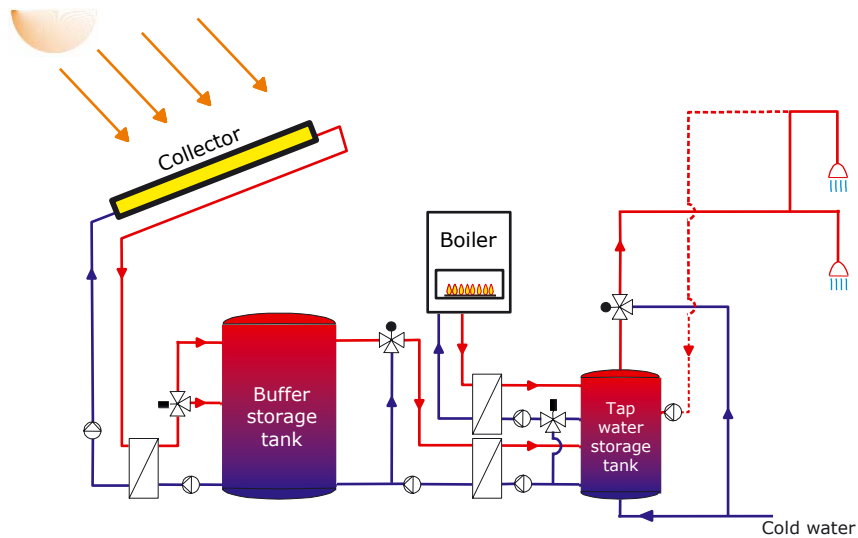 Collector
Boiler
Buffer
storage
tank
Tap
water
storage
tank
Cold water